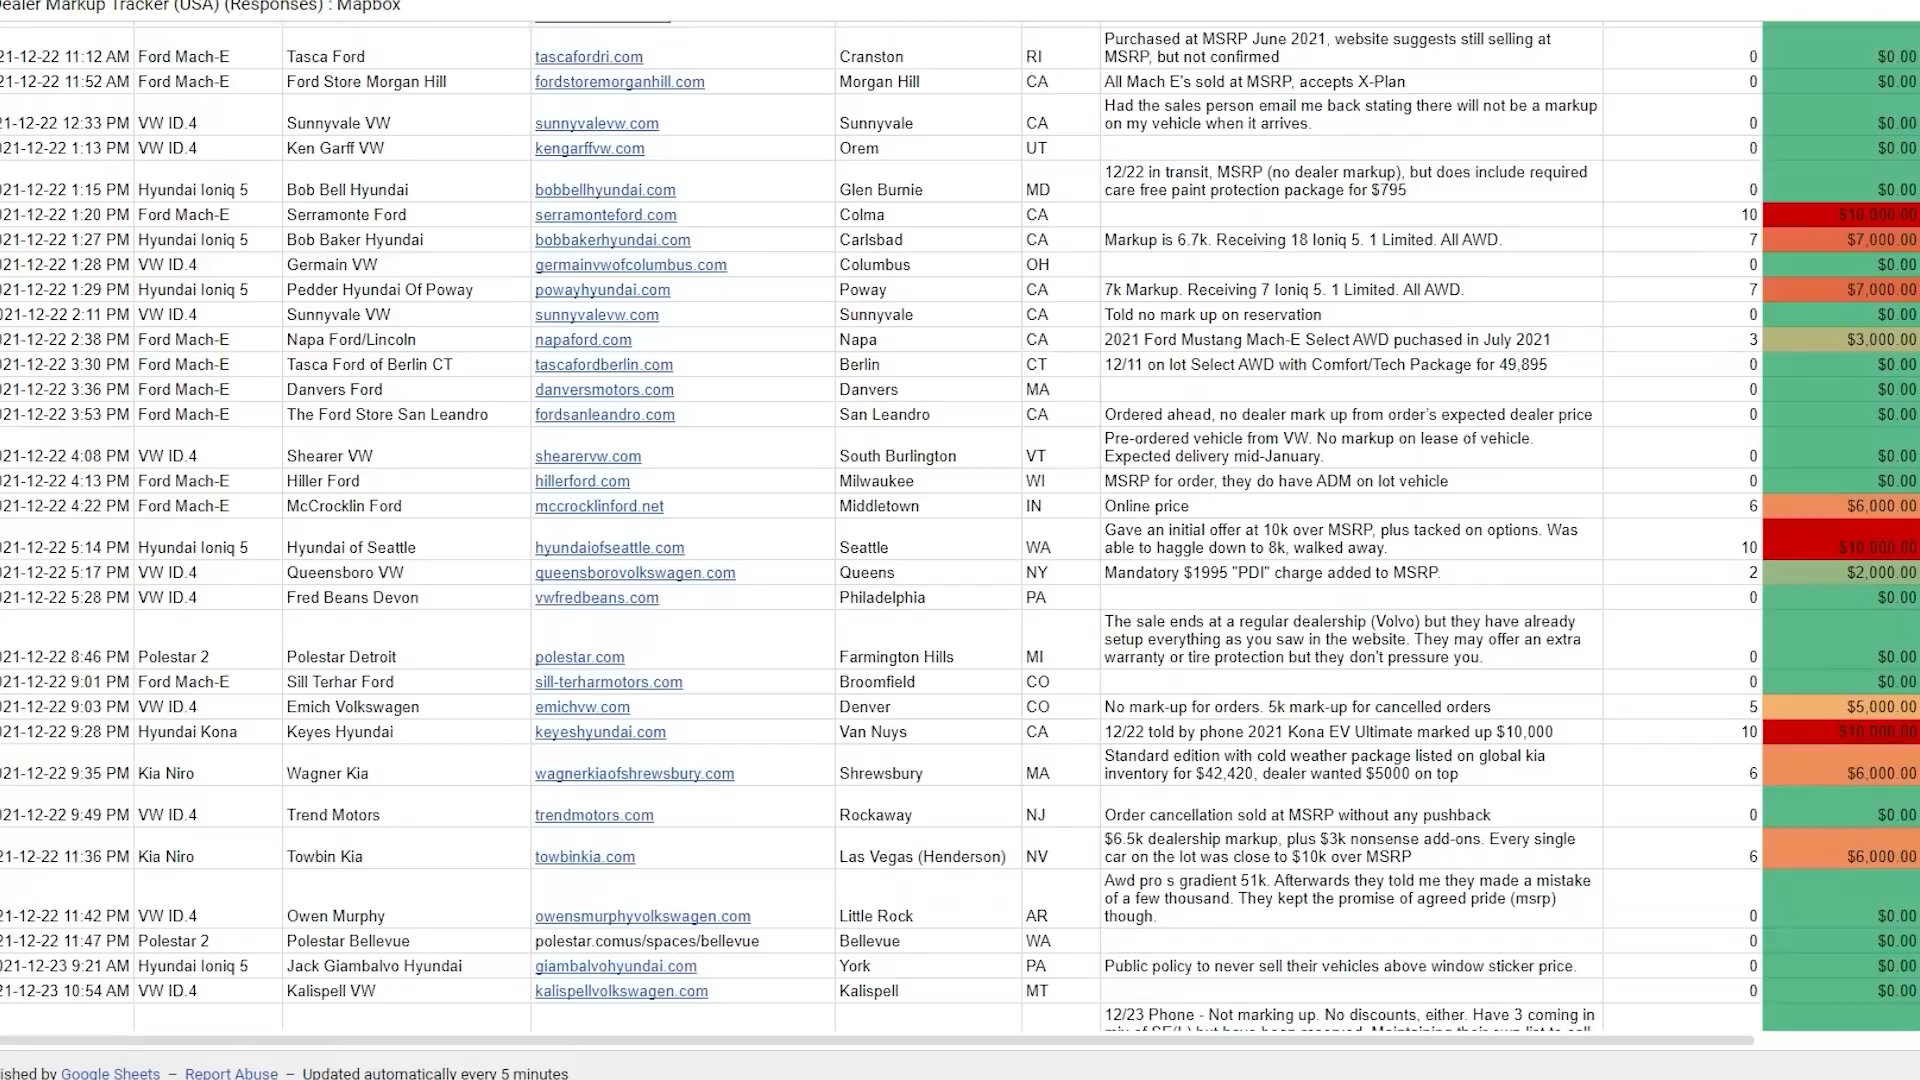 Dealer Markup Tracker (USA) (Responses) : Mapbox
21-12-22 11:12 AM Ford Mach-E Tasca Ford tascafordri.com Cranston RI Purchased at MSRP June 2021, website suggests still selling at
MSRP, but not confirmed 0 $0.00
21-12-22 11:52 AM Ford Mach-E Ford Store Morgan Hill fordstoremorganhill.com Morgan Hill CA All Mach E's sold at MSRP, accepts X-Plan 0 $0.00
21-12-22 12:33 PM VW ID.4 Sunnyvale VW sunnyvalevw.com Sunnyvale CA Had the sales person email me back stating there will not be a markup
on my vehicle when it arrives. 0 $0.00
21-12-22 1:13 PM VW ID.4 Ken Garff VW kengarffvw.com Orem UT 0 $0.00
021-12-22 1:15 PM Hyundai Ioniq 5 Bob Bell Hyundai bobbellhyundai.com Glen Burnie MD 12/22 in transit, MSRP (no dealer markup), but does include required
care free paint protection package for $795 0 $0.00
021-12-22 1:20 PM Ford Mach-E Serramonte Ford serramonteford.com Colma CA 10 $10,000.00
021-12-22 1:27 PM Hyundai Ioniq 5 Bob Baker Hyundai bobbakerhyundai.com Carlsbad CA Markup is 6.7k. Receiving 18 Ioniq 5. 1 Limited. All AWD. 7 $7,000.00
021-12-22 1:28 PM VW ID.4 Germain VW germainvwofcolumbus.com Columbus OH 0 $0.00
021-12-22 1:29 PM Hyundai Ioniq 5 Pedder Hyundai Of Poway powayhyundai.com Poway CA 7k Markup. Receiving 7 Ioniq 5. 1 Limited. All AWD. 7 $7,000.00
021-12-22 2:11 PM VW ID.4 Sunnyvale VW sunnyvalevw.com Sunnyvale CA Told no mark up on reservation 0 $0.00
021-12-22 2:38 PM Ford Mach-E Napa Ford/Lincoln napaford.com Napa CA 2021 Ford Mustang Mach-E Select AWD puchased in July 2021 3 $3,000.00
021-12-22 3:30 PM Ford Mach-E Tasca Ford of Berlin CT tascafordberlin.com Berlin CT 12/11 on lot Select AWD with Comfort/Tech Package for 49,895 0 $0.00
021-12-22 3:36 PM Ford Mach-E Danvers Ford danversmotors.com Danvers MA 0 $0.00
021-12-22 3:53 PM Ford Mach-E The Ford Store San Leandro fordsanleandro.com San Leandro CA Ordered ahead, no dealer mark up from order's expected dealer price 0 $0.00
021-12-22 4:08 PM VW ID.4 Shearer VW shearervw.com South Burlington VT Pre-ordered vehicle from VW. No markup on lease of vehicle.
Expected delivery mid-January. 0 $0.00
021-12-22 4:13 PM Ford Mach-E Hiller Ford hillerford.com Milwaukee WI MSRP for order, they do have ADM on lot vehicle 0 $0.00
021-12-22 4:22 PM Ford Mach-E McCrocklin Ford mccrocklinford.net Middletown IN Online price 6 $6,000.00
021-12-22 5:14 PM Hyundai Ioniq 5 Hyundai of Seattle hyundaiofseattle.com Seattle WA Gave an initial offer at 10k over MSRP, plus tacked on options. Was
able to haggle down to 8k, walked away. 10 $10,000.00
021-12-22 5:17 PM VW ID.4 Queensboro VW queensborovolkswagen.com Queens NY Mandatory $1995 "PDI" charge added to MSRP. 2 $2,000.00
021-12-22 5:28 PM VW ID.4 Fred Beans Devon vwfredbeans.com Philadelphia PA 0 $0.00
021-12-22 8:46 PM Polestar 2 Polestar Detroit polestar.com Farmington Hills MI The sale ends at a regular dealership (Volvo) but they have already
setup everything as you saw in the website. They may offer an extra
warranty or tire protection but they don't pressure you. 0 $0.00
021-12-22 9:01 PM Ford Mach-E Sill Terhar Ford sill-terharmotors.com Broomfield CO 0 $0.00
021-12-22 9:03 PM VW ID.4 Emich Volkswagen emichvw.com Denver CO No mark-up for orders. 5k mark-up for cancelled orders 5 $5,000.00
021-12-22 9:28 PM Hyundai Kona Keyes Hyundai keyeshyundai.com Van Nuys CA 12/22 told by phone 2021 Kona EV Ultimate marked up $10,000 10 $10,000.00
021-12-22 9:35 PM Kia Niro Wagner Kia wagnerkiaofshrewsbury.com Shrewsbury MA Standard edition with cold weather package listed on global kia
inventory for $42,420, dealer wanted $5000 on top 6 $6,000.00
021-12-22 9:49 PM VW ID.4 Trend Motors trendmotors.com Rockaway NJ Order cancellation sold at MSRP without any pushback 0 $0.00
21-12-22 11:36 PM Kia Niro Towbin Kia towbinkia.com Las Vegas (Henderson) NV $6.5k dealership markup, plus $3k nonsense add-ons. Every single
car on the lot was close to $10k over MSRP 6 $6,000.00
21-12-22 11:42 PM VW ID.4 Owen Murphy owensmurphyvolkswagen.com Little Rock AR Awd pro s gradient 51k. Afterwards they told me they made a mistake
of a few thousand. They kept the promise of agreed pride (msrp)
though. 0 $0.00
21-12-22 11:47 PM Polestar 2 Polestar Bellevue polestar.comus/spaces/bellevue Bellevue WA 0 $0.00
021-12-23 9:21 AM Hyundai Ioniq 5 Jack Giambalvo Hyundai giambalvohyundai.com York PA Public policy to never sell their vehicles above window sticker price. 0 $0.00
21-12-23 10:54 AM VW ID.4 Kalispell VW kalispellvolkswagen.com Kalispell MT 0 $0.00
12/23 Phone - Not marking up. No discounts, either. Have 3 coming in
ished by Google Sheets – Report Abuse – Updated automatically every 5 minutes